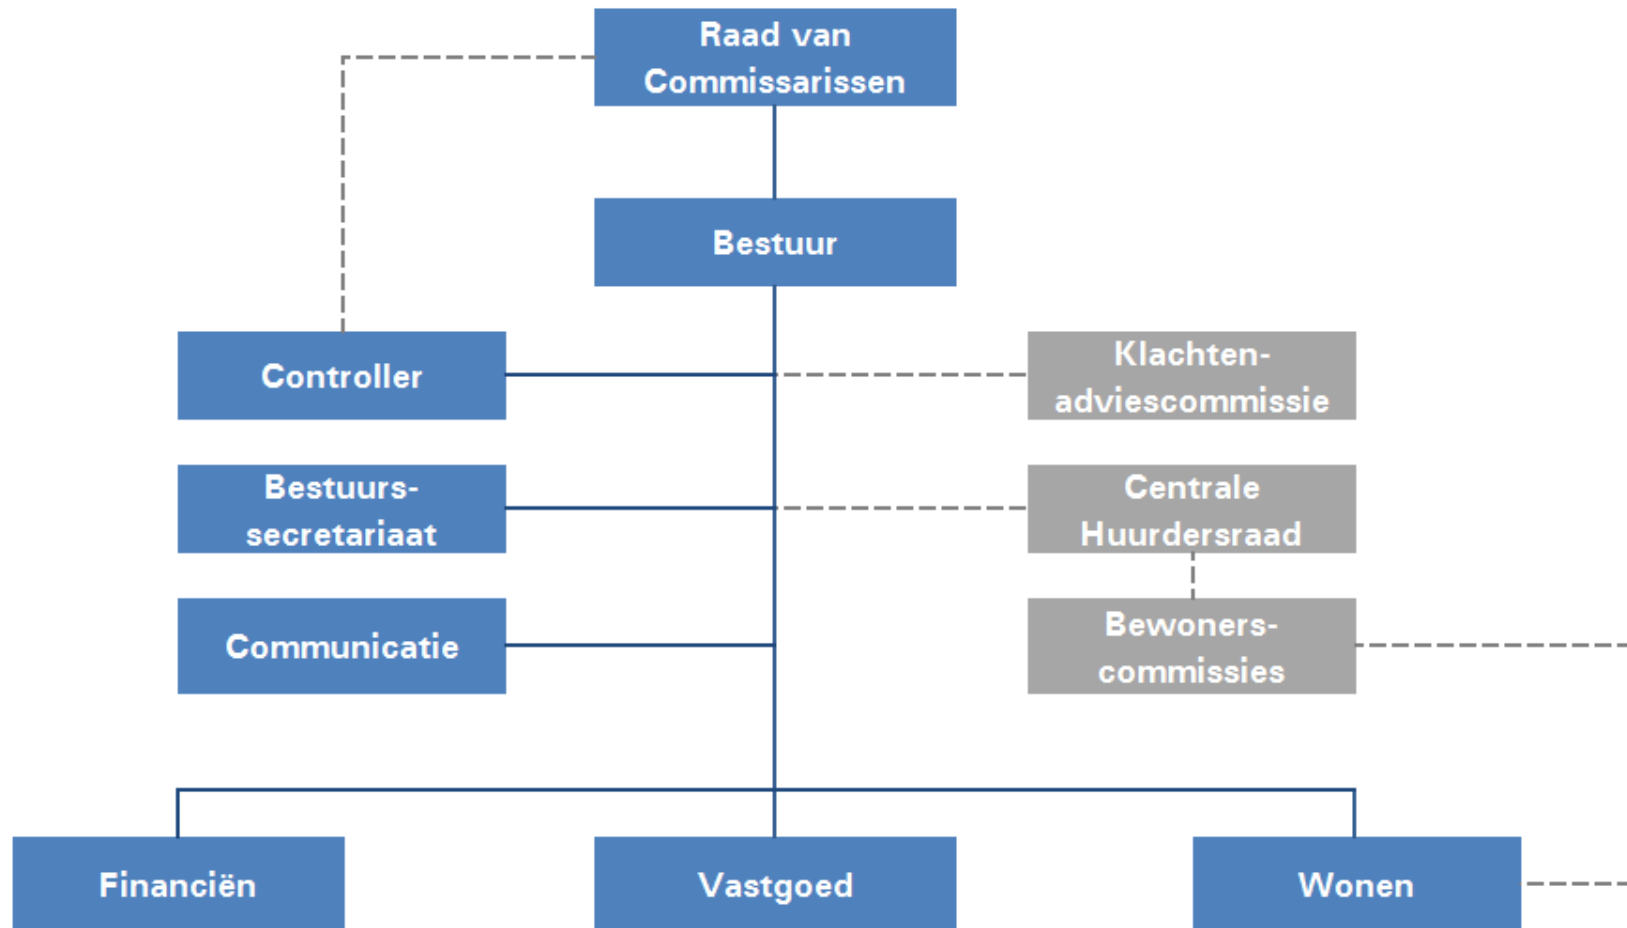 Raad van
Commissarissen
Bestuur
Controller
Klachten-
adviescommissie
Bestuurs-
secretariaat
Centrale
Huurdersraad
Communicatie
Bewoners-
commissies
Financiën
Vastgoed
Wonen